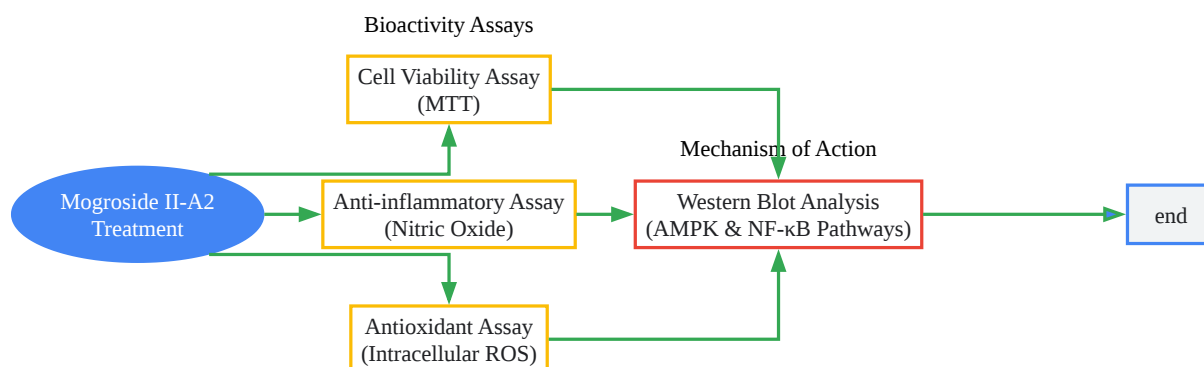 Bioactivity Assays
Cell Viability Assay
(MTT)
Mechanism of Action
Mogroside II-A2
Treatment
Anti-inflammatory Assay
(Nitric Oxide)
Western Blot Analysis
(AMPK & NF-κB Pathways)
end
Antioxidant Assay
(Intracellular ROS)